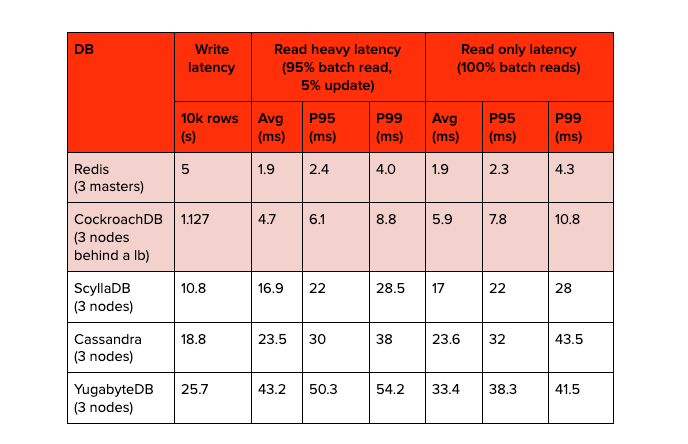 DB Write latency Read heavy latency (95% batch read, 5% update) Read only latency (100% batch reads)
10k rows (s) Avg (ms) P95 (ms) P99 (ms) Avg (ms) P95 (ms) P99 (ms)
Redis (3 masters) 5 1.9 2.4 4.0 1.9 2.3 4.3
CockroachDB (3 nodes behind a lb) 1.127 4.7 6.1 8.8 5.9 7.8 10.8
ScyllaDB (3 nodes) 10.8 16.9 22 28.5 17 22 28
Cassandra (3 nodes) 18.8 23.5 30 38 23.6 32 43.5
YugabyteDB (3 nodes) 25.7 43.2 50.3 54.2 33.4 38.3 41.5